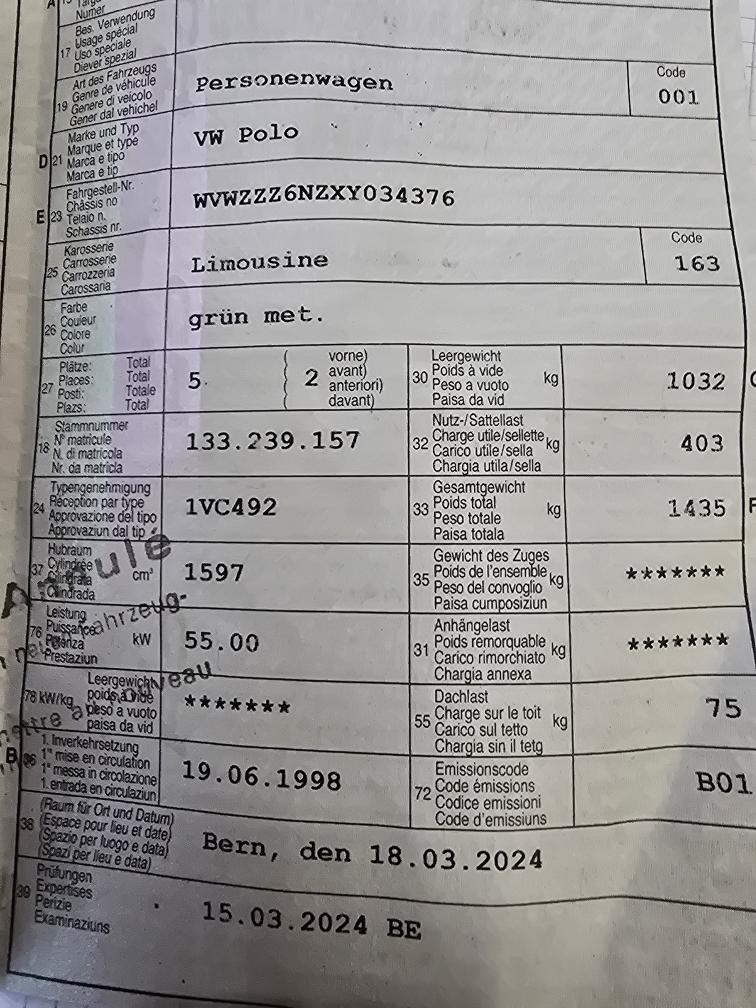 A
Numer
17
Bes. Verwendung
Usage spécial
Uso speciale
Diever spezial
19
Art des Fahrzeugs
Genre de véhicule
Genere di veicolo
Gener dal vehichel
Personenwagen
Code
001
D 21
Marke und Typ
Marque et type
Marca e tipo
Marca e tip
VW Polo
E 23
Fahrgestell-Nr.
Châssis no
Telaio n.
Schassis nr.
WVWZZZ6NZXY034376
25
Karosserie
Carrosserie
Carrozzeria
Carossaria
Limousine
Code
163
26
Farbe
Couleur
Colore
Colur
grün met.
27
Plätze: Total
Places: Total
Posti: Totale
Plazs: Total
5
2
vorne)
avant)
anteriori)
davant)
30
Leergewicht
Poids à vide
Peso a vuoto
Paisa da vid
kg
1032
18
Stammnummer
N° matricule
N. di matricola
Nr. da matricla
133.239.157
32
Nutz-/Sattellast
Charge utile/sellette
Carico utile/sella
Chargia utila/sella
kg
403
24
Typengenehmigung
Réception par type
Approvazione del tipo
Approvaziun dal tip
1VC492
33
Gesamtgewicht
Poids total
Peso totale
Paisa totala
kg
1435
37
Hubraum
Cylindrée
Cilindrata
Cilindrada
cm³
1597
35
Gewicht des Zuges
Poids de l'ensemble
Peso del convoglio
Paisa cumposiziun
kg
*******
Annulé
76
Leistung
Puissance
Potenza
Prestaziun
kW
55.00
31
Anhängelast
Poids remorquable
Carico rimorchiato
Chargia annexa
kg
*******
78 kW/kg
Leergewicht
poids à vide
peso a vuoto
paisa da vid
*******
55
Dachlast
Charge sur le toit
Carico sul tetto
Chargia sin il tetg
kg
75
B 36
1. Inverkehrsetzung
1re mise en circulation
1a messa in circolazione
1. entrada en circulaziun
19.06.1998
72
Emissionscode
Code émissions
Codice emissioni
Code d'emissiuns
B01
38
(Raum für Ort und Datum)
(Espace pour lieu et date)
(Spazio per luogo e data)
(Spazi per lieu e data)
Bern, den 18.03.2024
39
Prüfungen
Expertises
Perizie
Examinaziuns
15.03.2024 BE